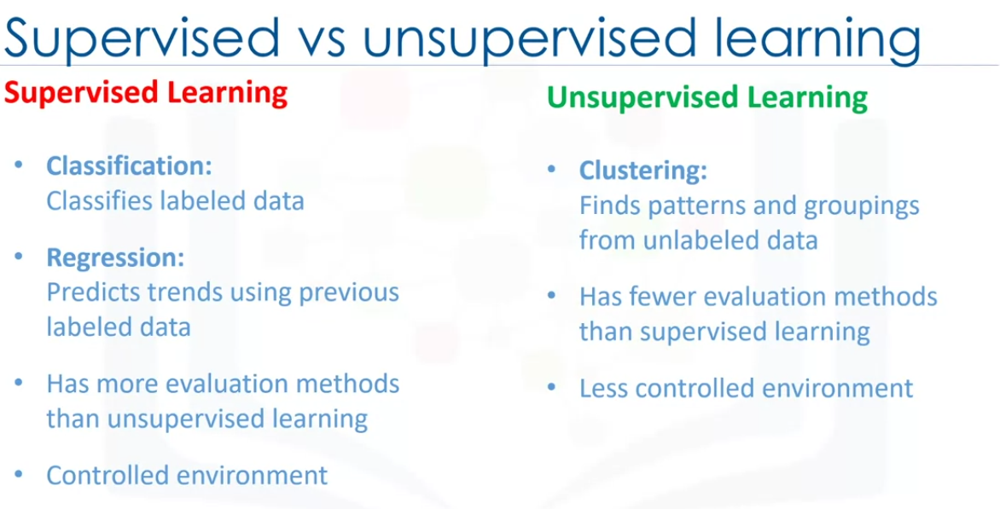 Supervised vs unsupervised learning
Supervised Learning
• Classification:
Classifies labeled data
• Regression:
Predicts trends using previous
labeled data
• Has more evaluation methods
than unsupervised learning
• Controlled environment
Unsupervised Learning
• Clustering:
Finds patterns and groupings
from unlabeled data
• Has fewer evaluation methods
than supervised learning
• Less controlled environment